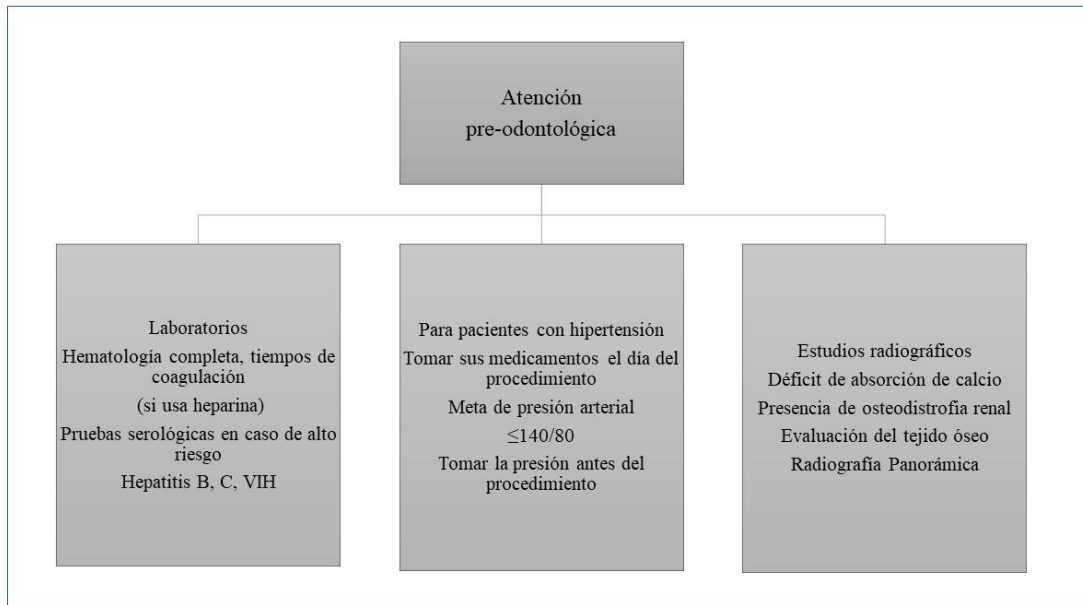 Atención
pre-odontológica
Laboratorios
Hematología completa, tiempos de
coagulación
(si usa heparina)
Pruebas serológicas en caso de alto
riesgo
Hepatitis B, C, VIH
Para pacientes con hipertensión
Tomar sus medicamentos el día del
procedimiento
Meta de presión arterial
≤140/80
Tomar la presión antes del
procedimiento
Estudios radiográficos
Déficit de absorción de calcio
Presencia de osteodistrofia renal
Evaluación del tejido óseo
Radiografía Panorámica